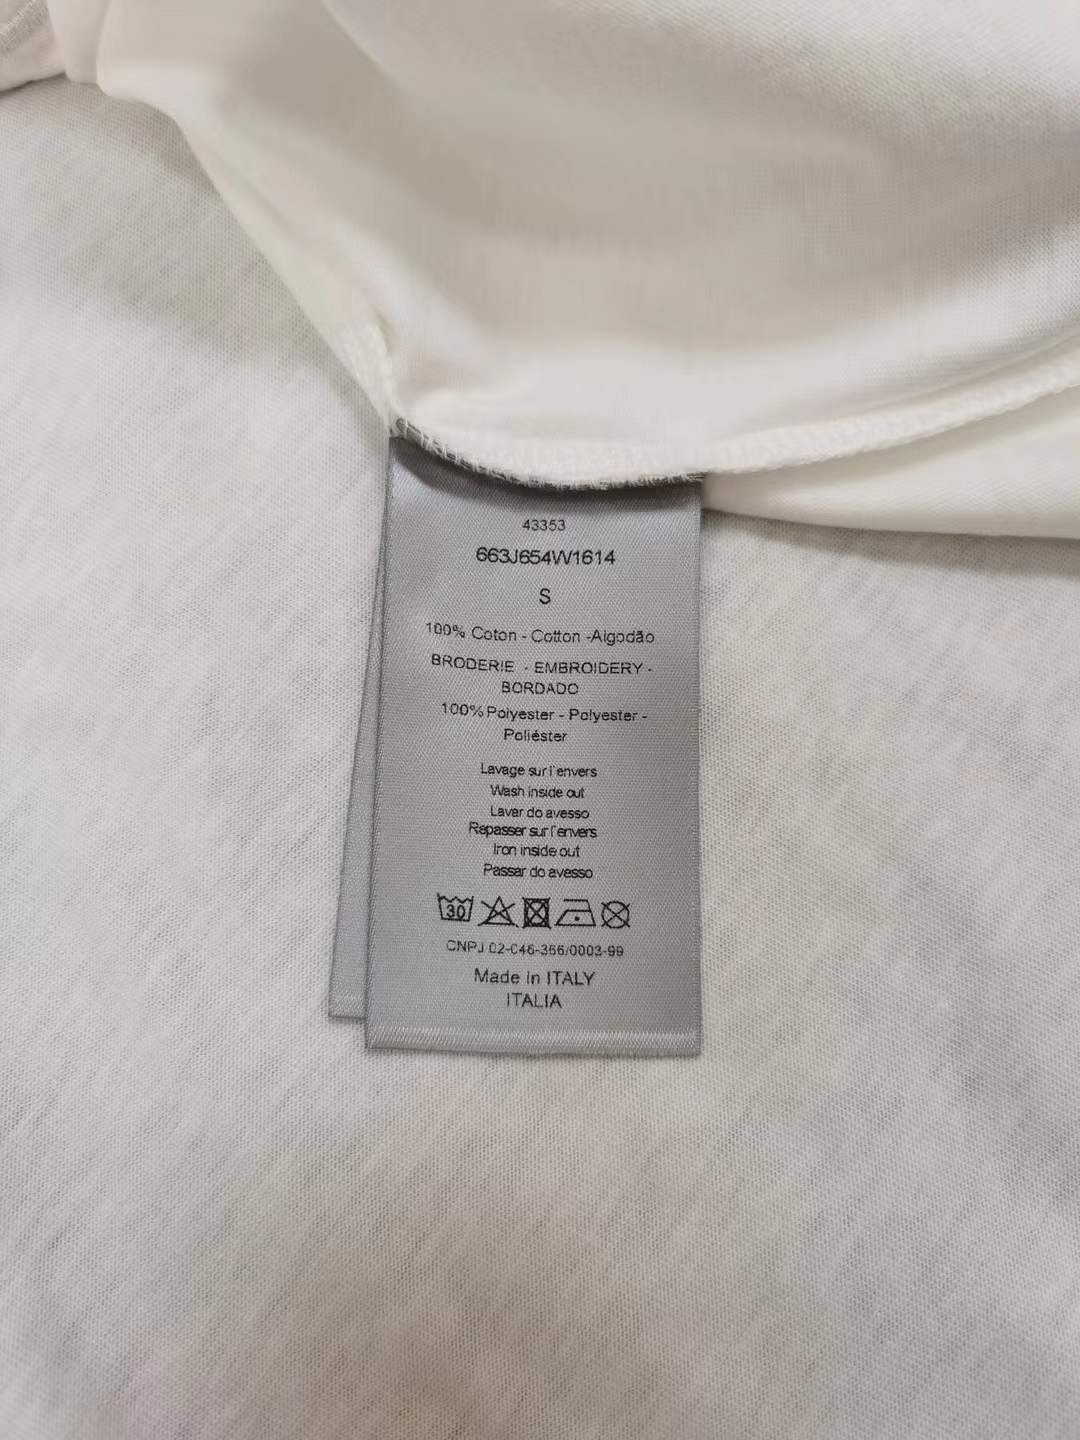 43353
663J654W1614
S
100% Coton - Cotton -Algodão
BRODERIE - EMBROIDERY -
BORDADO
100% Polyester - Polyester -
Poliéster
Lavage sur l'envers
Wash inside out
Lavar do avesso
Repasser sur l'envers
Iron inside out
Passar do avesso
30
CNPJ 02-046-366/0003-99
Made in ITALY
ITALIA